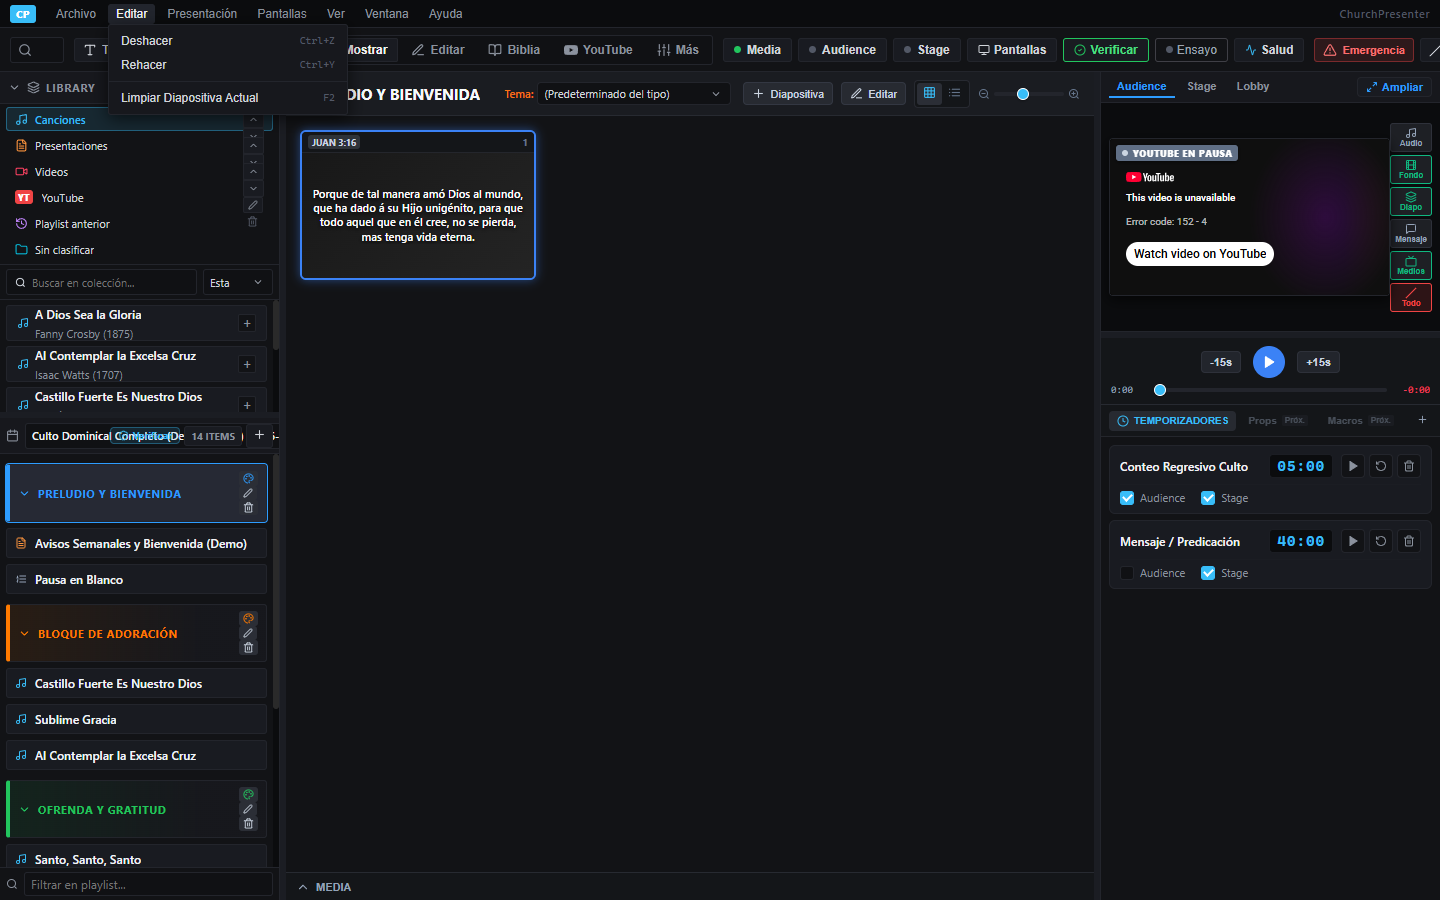 CP Archivo Editar Presentación Pantallas Ver Ventana Ayuda ChurchPresenter
Deshacer Ctrl+Z
Rehacer Ctrl+Y
Limpiar Diapositiva Actual F2
Mostrar Editar Biblia YouTube Más Media Audience Stage Pantallas Verificar Ensayo Salud Emergencia
LIBRARY
Canciones
Presentaciones
Videos
YT YouTube
Playlist anterior
Sin clasificar
Buscar en colección... Esta
A Dios Sea la Gloria
Fanny Crosby (1875)
Al Contemplar la Excelsa Cruz
Isaac Watts (1707)
Castillo Fuerte Es Nuestro Dios
Culto Dominical Completo (De 14 ITEMS
PRELUDIO Y BIENVENIDA
Avisos Semanales y Bienvenida (Demo)
Pausa en Blanco
BLOQUE DE ADORACIÓN
Castillo Fuerte Es Nuestro Dios
Sublime Gracia
Al Contemplar la Excelsa Cruz
OFRENDA Y GRATITUD
Santo, Santo, Santo
Filtrar en playlist...
DIO Y BIENVENIDA Tema: (Predeterminado del tipo) Diapositiva Editar
JUAN 3:16 1
Porque de tal manera amó Dios al mundo,
que ha dado á su Hijo unigénito, para que
todo aquel que en él cree, no se pierda,
mas tenga vida eterna.
MEDIA
Audience Stage Lobby Ampliar
YOUTUBE EN PAUSA
YouTube
This video is unavailable
Error code: 152 - 4
Watch video on YouTube
Audio
Fondo
Diapo
Mensaje
Medios
Todo
-15s +15s
0:00 -0:00
TEMPORIZADORES Props Próx. Macros Próx.
Conteo Regresivo Culto 05:00
Audience Stage
Mensaje / Predicación 40:00
Audience Stage